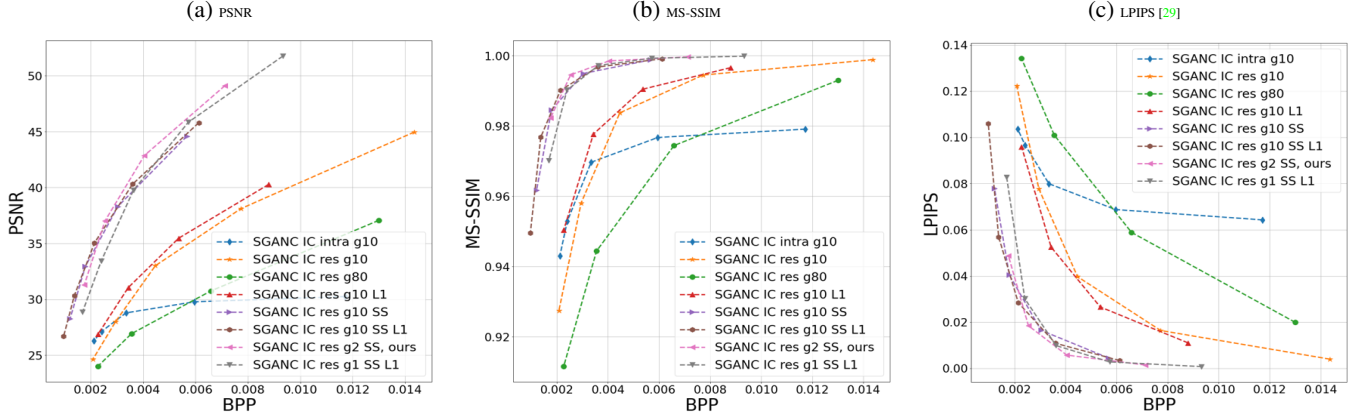 (a) PSNR
(b) MS-SSIM
(c) LPIPS [29]
50
45
40
35
30
25
PSNR
0.002
0.004
0.006
0.008
0.010
0.012
0.014
BPP
SGANC IC intra g10
SGANC IC res g10
SGANC IC res g80
SGANC IC res g10 L1
SGANC IC res g10 SS
SGANC IC res g10 SS L1
SGANC IC res g2 SS, ours
SGANC IC res g1 SS L1
1.00
0.98
0.96
0.94
0.92
MS-SSIM
0.002
0.004
0.006
0.008
0.010
0.012
0.014
BPP
SGANC IC intra g10
SGANC IC res g10
SGANC IC res g80
SGANC IC res g10 L1
SGANC IC res g10 SS
SGANC IC res g10 SS L1
SGANC IC res g2 SS, ours
SGANC IC res g1 SS L1
0.14
0.12
0.10
0.08
0.06
0.04
0.02
0.00
LPIPS
0.002
0.004
0.006
0.008
0.010
0.012
0.014
BPP
SGANC IC intra g10
SGANC IC res g10
SGANC IC res g80
SGANC IC res g10 L1
SGANC IC res g10 SS
SGANC IC res g10 SS L1
SGANC IC res g2 SS, ours
SGANC IC res g1 SS L1